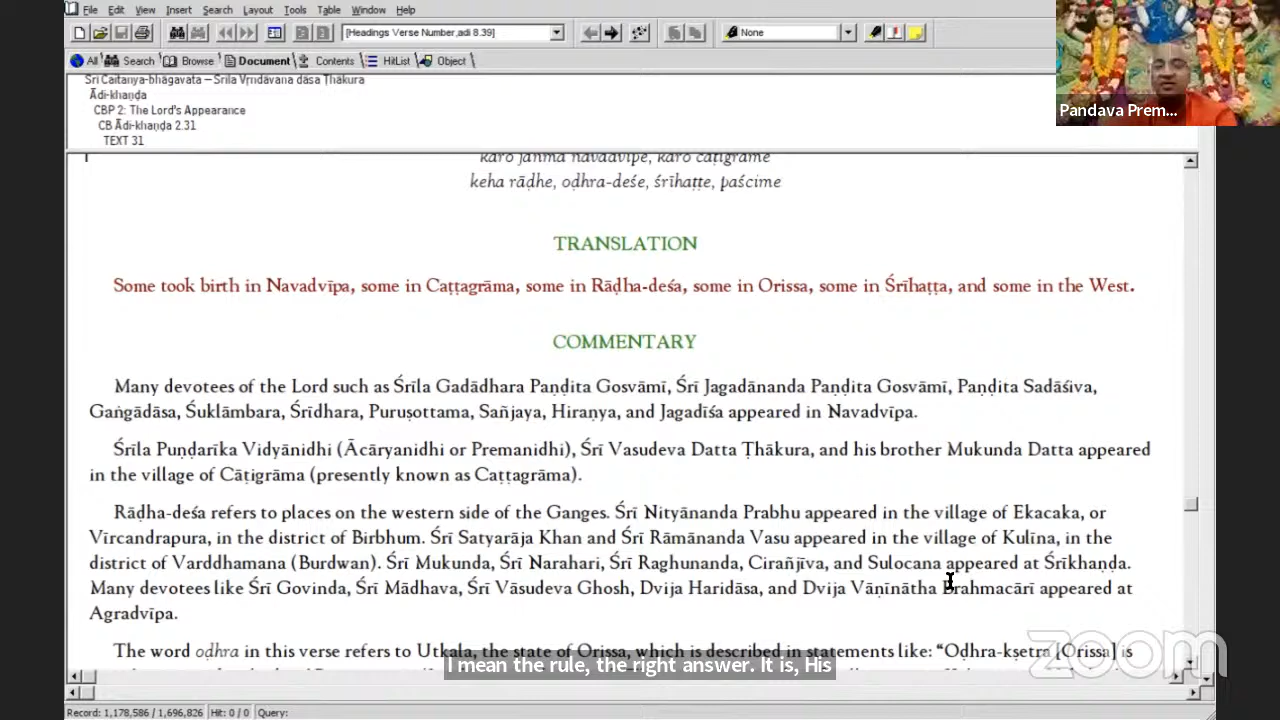 File Edit View Insert Search Layout Tools Table Window Help
[Headings Verse Number,adi 8.39]
None
All Search Browse Document Contents HitList Object
Śrī Caitanya-bhāgavata – Śrīla Vṛndāvana dāsa Ṭhākura
Ādi-khaṇḍa
CBP 2: The Lord's Appearance
CB Ādi-khaṇḍa 2.31
TEXT 31
Pandava Prem...
karo janma navadvīpe, karo cāṭigrāme
keha rāḍhe, oḍhra-deśe, śrīhaṭṭe, paścime
TRANSLATION
Some took birth in Navadvīpa, some in Caṭṭagrāma, some in Rāḍha-deśa, some in Orissa, some in Śrīhaṭṭa, and some in the West.
COMMENTARY
Many devotees of the Lord such as Śrīla Gadādhara Paṇḍita Gosvāmī, Śrī Jagadānanda Paṇḍita Gosvāmī, Paṇḍita Sadāśiva,
Gaṅgādāsa, Śuklāmbara, Śrīdhara, Puruṣottama, Sañjaya, Hiraṇya, and Jagadīśa appeared in Navadvīpa.
Śrīla Puṇḍarīka Vidyānidhi (Ācāryanidhi or Premanidhi), Śrī Vasudeva Datta Ṭhākura, and his brother Mukunda Datta appeared
in the village of Cāṭigrāma (presently known as Caṭṭagrāma).
Rāḍha-deśa refers to places on the western side of the Ganges. Śrī Nityānanda Prabhu appeared in the village of Ekacaka, or
Vīrcandrapura, in the district of Birbhum. Śrī Satyarāja Khan and Śrī Rāmānanda Vasu appeared in the village of Kulīna, in the
district of Varddhamana (Burdwan). Śrī Mukunda, Śrī Narahari, Śrī Raghunanda, Cirañjīva, and Sulocana appeared at Śrīkhaṇḍa.
Many devotees like Śrī Govinda, Śrī Mādhava, Śrī Vāsudeva Ghosh, Dvija Haridāsa, and Dvija Vāṇīnātha Brahmacārī appeared at
Agradvīpa.
The word oḍhra in this verse refers to Utkala, the state of Orissa, which is described in statements like: “Oḍhra-kṣetra [Orissa] is
I mean the rule, the right answer. It is, His
zoom
Record: 1,178,586 / 1,696,826 Hit: 0 / 0 Query: